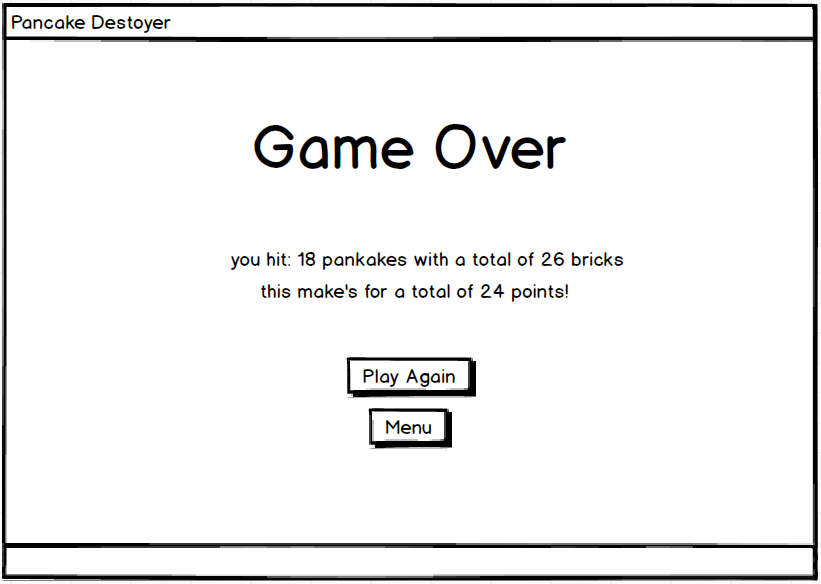 Pancake Destoyer
Game Over
you hit: 18 pankakes with a total of 26 bricks
this make's for a total of 24 points!
Play Again
Menu